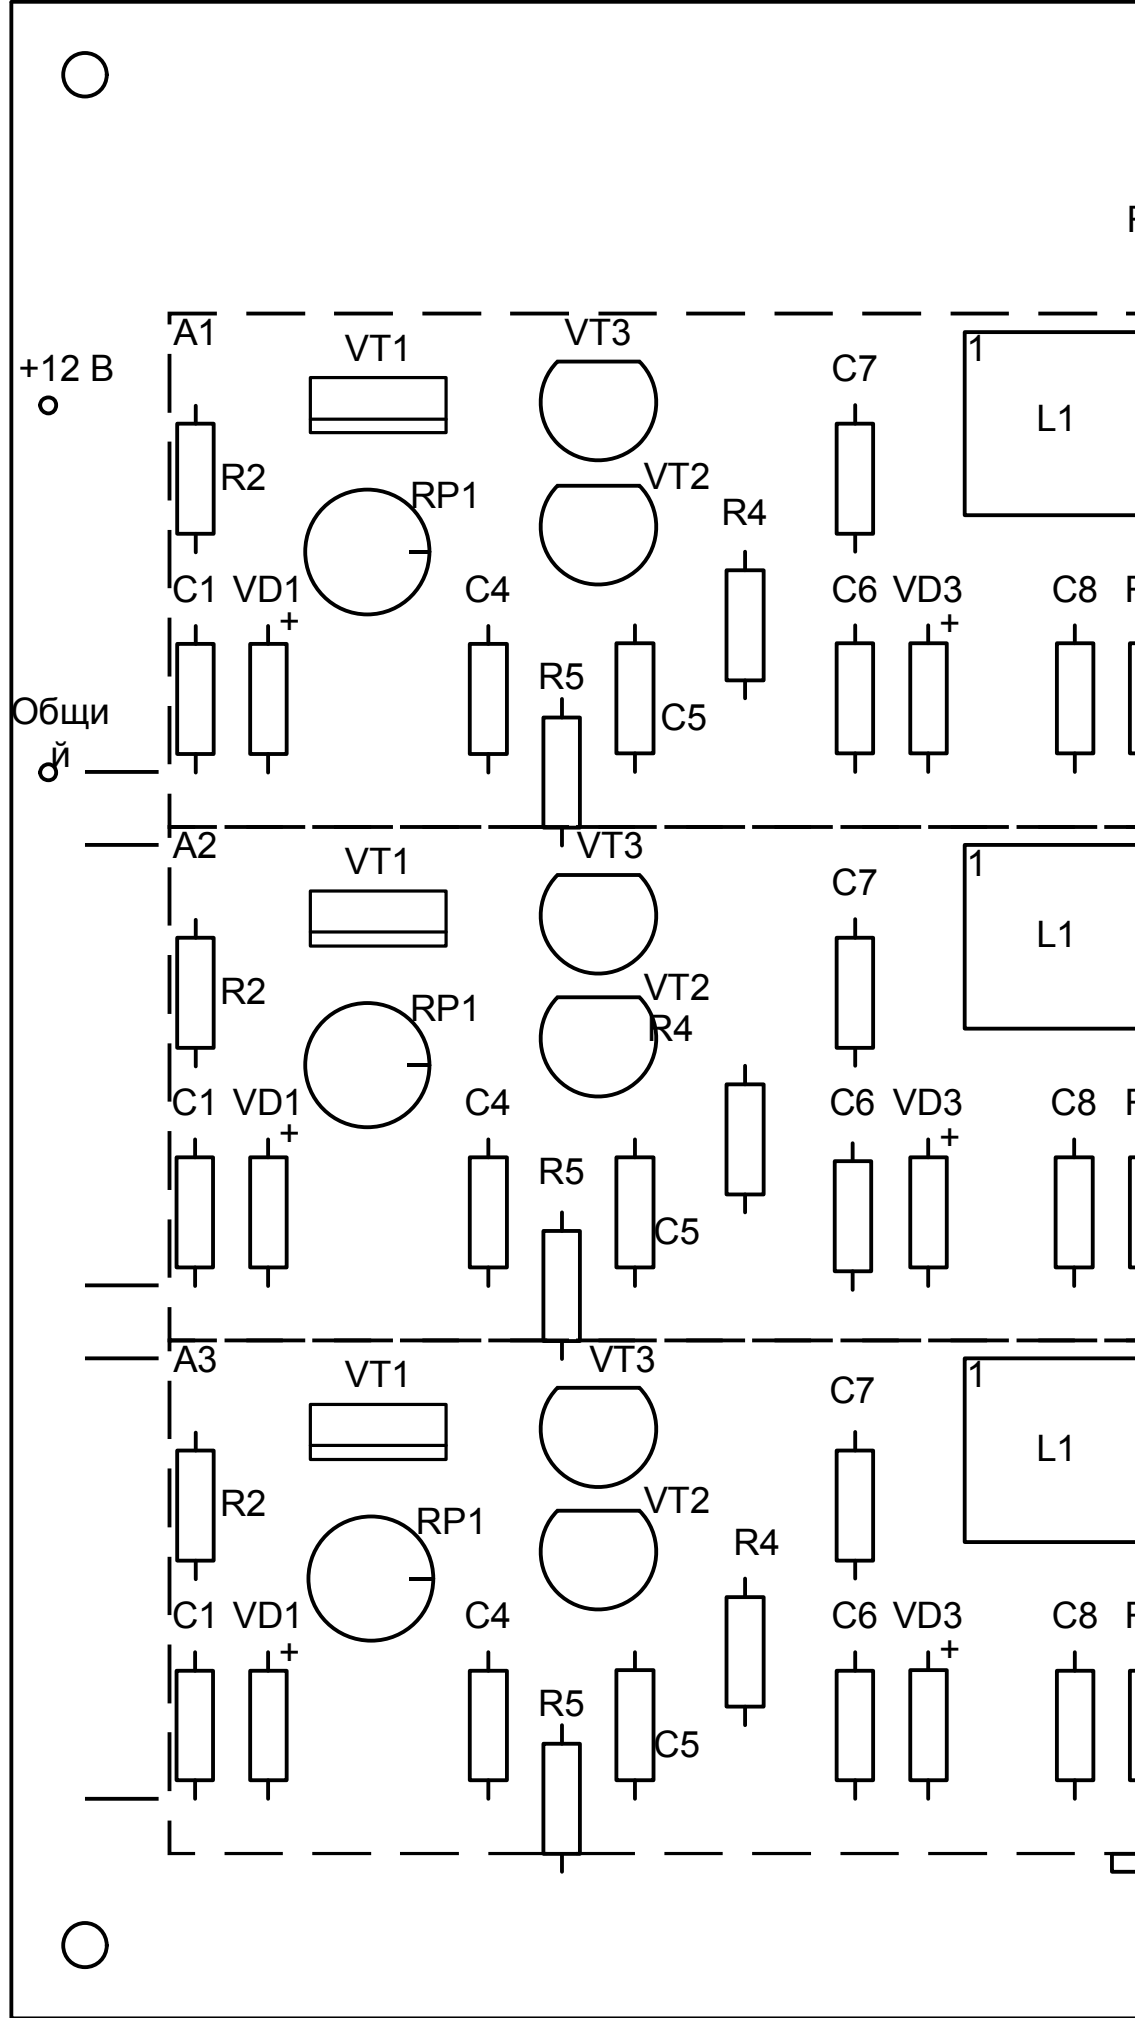 A1
VT1
VT3
+12 В
C7
1
L1
R2
RP1
VT2
R4
C1
VD1
+
C4
C6
VD3
+
C8
R5
C5
Общи
й
A2
VT1
VT3
C7
1
L1
R2
RP1
VT2
R4
C1
VD1
+
C4
C6
VD3
+
C8
R5
C5
A3
VT1
VT3
C7
1
L1
R2
RP1
VT2
R4
C1
VD1
+
C4
C6
VD3
+
C8
R5
C5